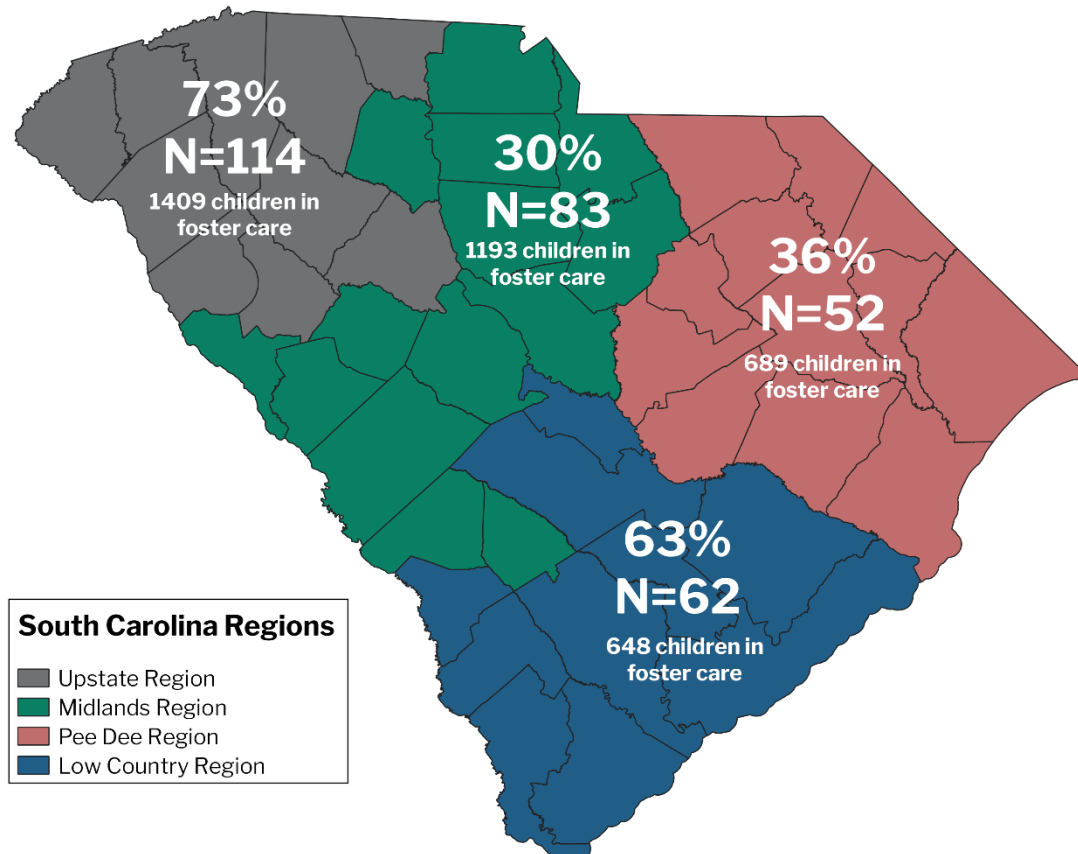 73%
N=114
1409 children in
foster care
30%
N=83
1193 children in
foster care
36%
N=52
689 children in
foster care
63%
N=62
648 children in
foster care
South Carolina Regions
Upstate Region
Midlands Region
Pee Dee Region
Low Country Region